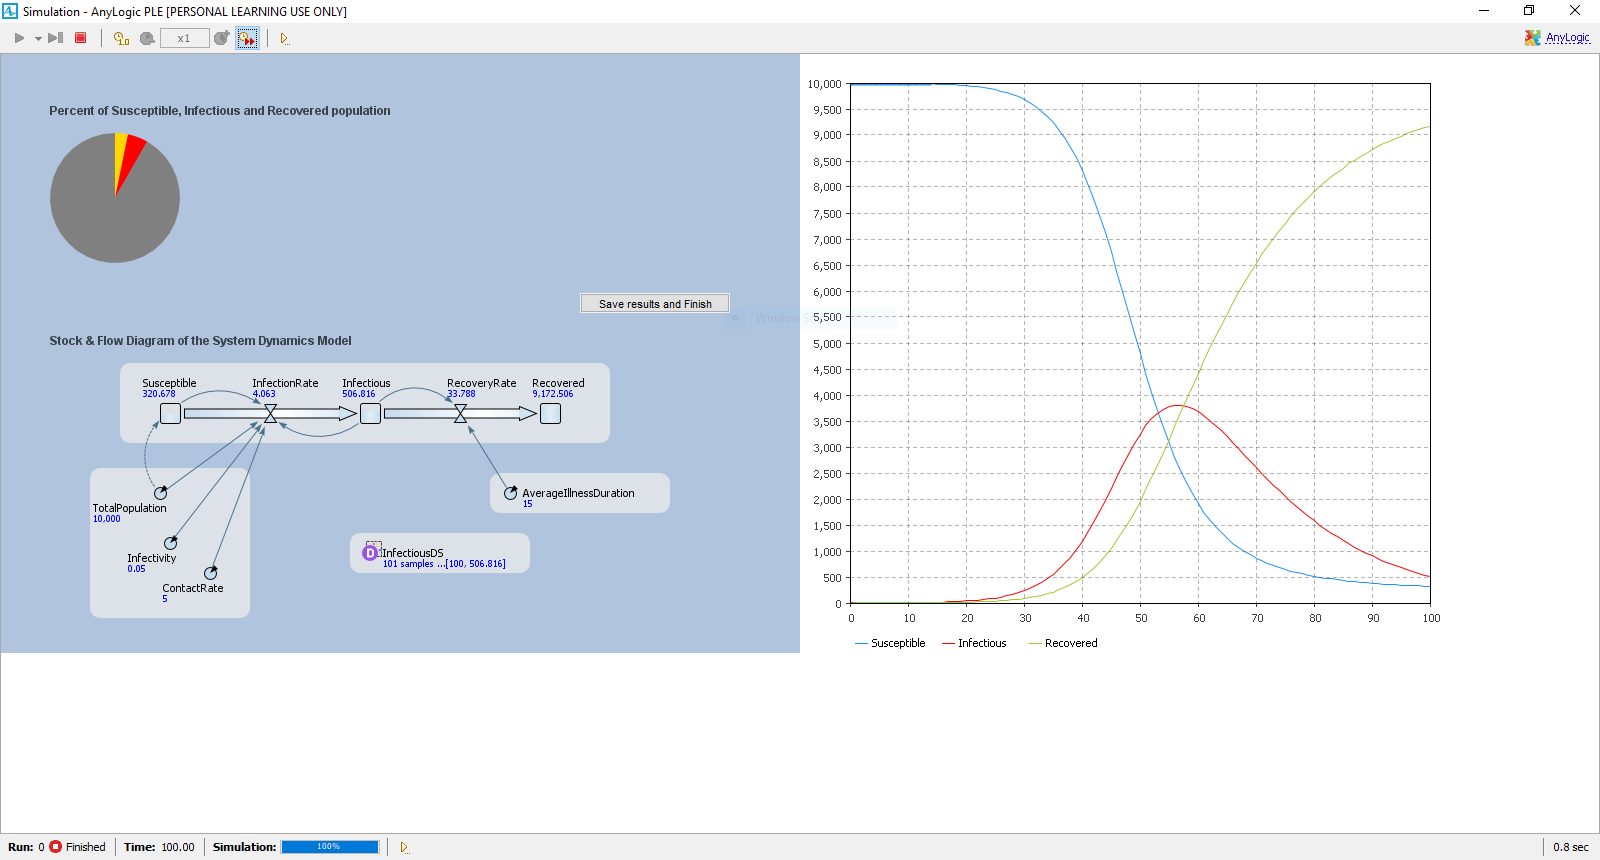 Simulation - AnyLogic PLE [PERSONAL LEARNING USE ONLY]
1.0
x1
AnyLogic
Percent of Susceptible, Infectious and Recovered population
Save results and Finish
Stock & Flow Diagram of the System Dynamics Model
Susceptible
320.678
InfectionRate
4.063
Infectious
506.816
RecoveryRate
33.788
Recovered
9,172.506
TotalPopulation
10,000
Infectivity
0.05
ContactRate
5
AverageIllnessDuration
15
D
InfectiousDS
101 samples ...[100, 506.816]
10,000
9,500
9,000
8,500
8,000
7,500
7,000
6,500
6,000
5,500
5,000
4,500
4,000
3,500
3,000
2,500
2,000
1,500
1,000
500
0
0 10 20 30 40 50 60 70 80 90 100
Susceptible Infectious Recovered
Window
Run: 0 Finished Time: 100.00 Simulation: 100%
0.8 sec